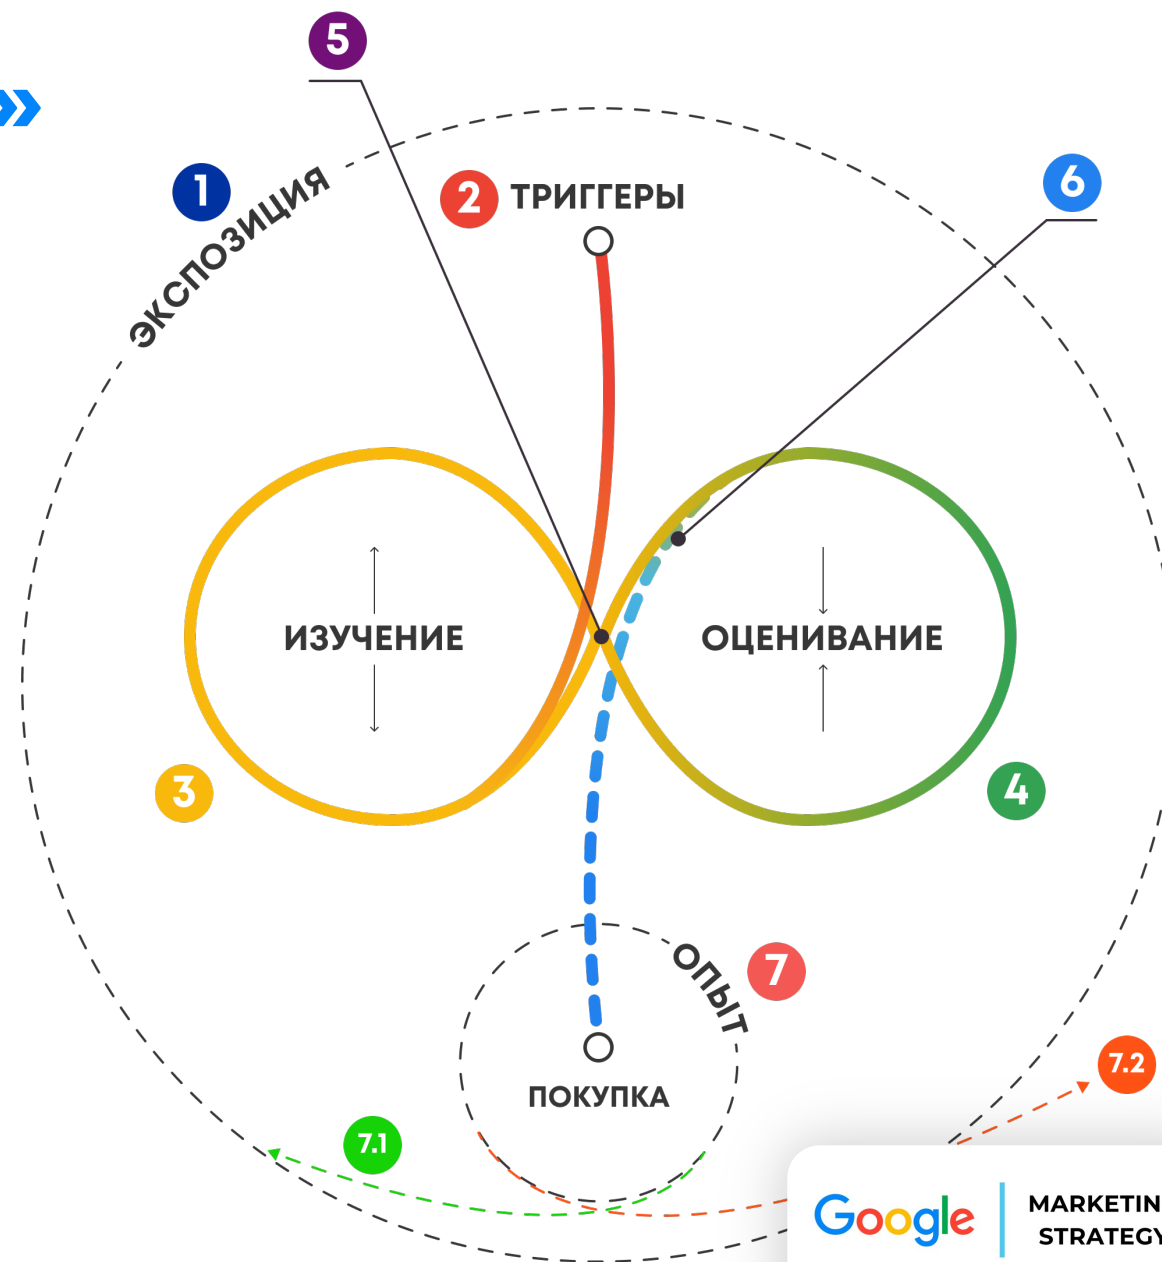 5
1
ЭКСПОЗИЦИЯ
2 ТРИГГЕРЫ
6
ИЗУЧЕНИЕ
ОЦЕНИВАНИЕ
3
4
ОПЫТ
7
ПОКУПКА
7.2
7.1
Google
MARKETIN
STRATEGY